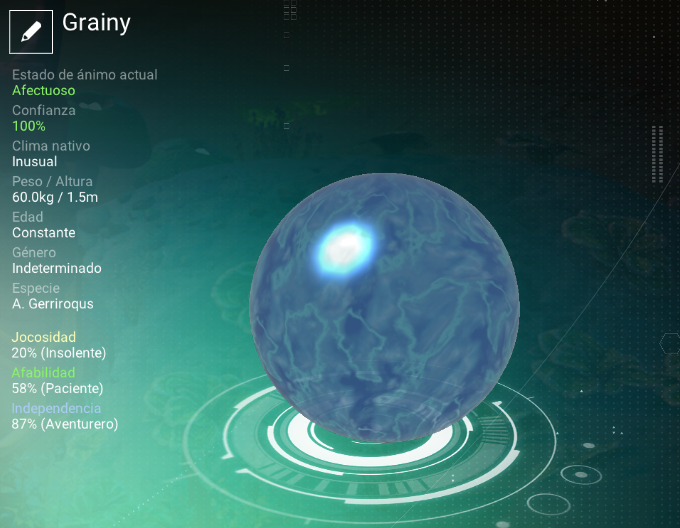 Grainy
Estado de ánimo actual
Afectuoso
Confianza
100%
Clima nativo
Inusual
Peso / Altura
60.0kg / 1.5m
Edad
Constante
Género
Indeterminado
Especie
A. Gerriroqus
Jocosidad
20% (Insolente)
Afabilidad
58% (Paciente)
Independencia
87% (Aventurero)